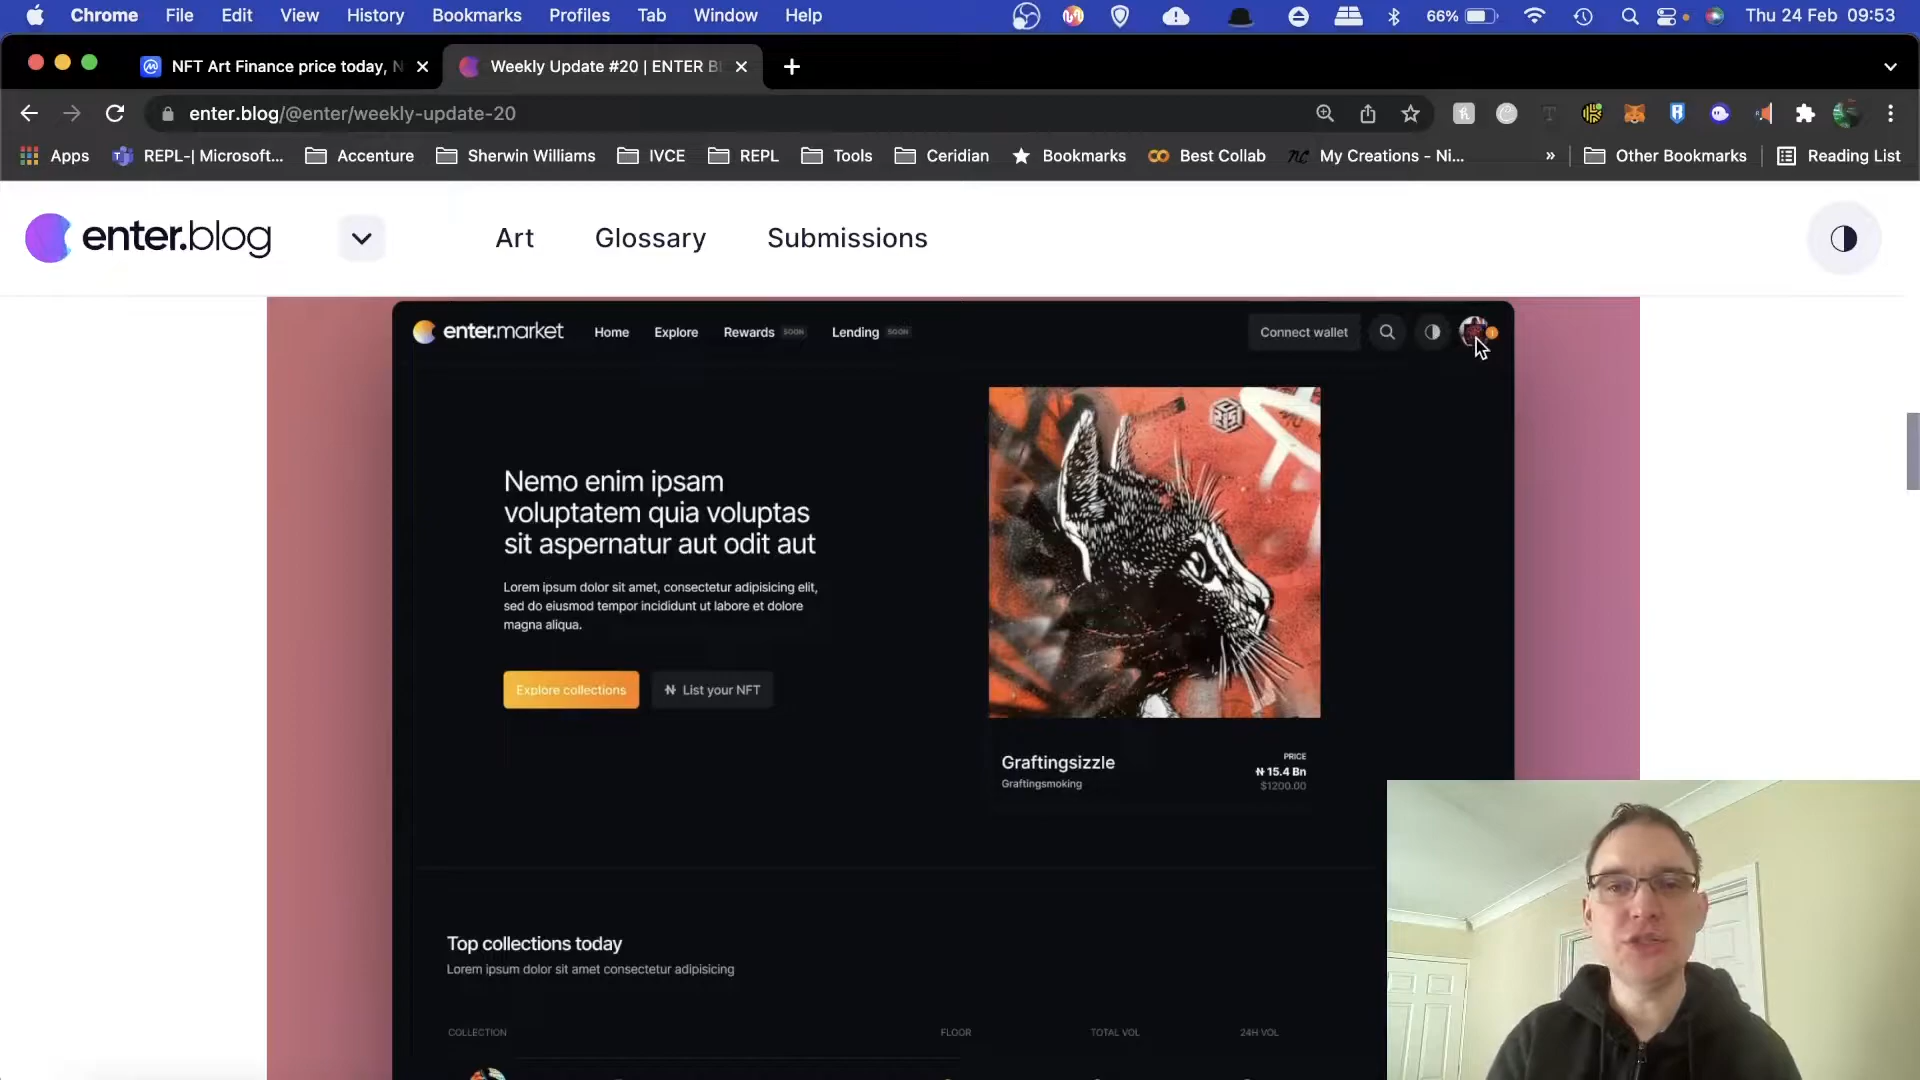 Chrome File Edit View History Bookmarks Profiles Tab Window Help 66% Thu 24 Feb 09:53
NFT Art Finance price today, N Weekly Update #20 | ENTER Bl
enter.blog/@enter/weekly-update-20
Apps REPL-| Microsoft... Accenture Sherwin Williams IVCE REPL Tools Ceridian Bookmarks Best Collab My Creations - Ni... » Other Bookmarks Reading List
enter.blog Art Glossary Submissions
enter.market Home Explore Rewards SOON Lending SOON Connect wallet
Nemo enim ipsam
voluptatem quia voluptas
sit aspernatur aut odit aut
Lorem ipsum dolor sit amet, consectetur adipisicing elit,
sed do eiusmod tempor incididunt ut labore et dolore
magna aliqua.
Explore collections List your NFT
Graftingsizzle
Graftingsmoking
PRICE
15.4 Bn
$1200.00
Top collections today
Lorem ipsum dolor sit amet consectetur adipisicing
COLLECTION FLOOR TOTAL VOL 24H VOL